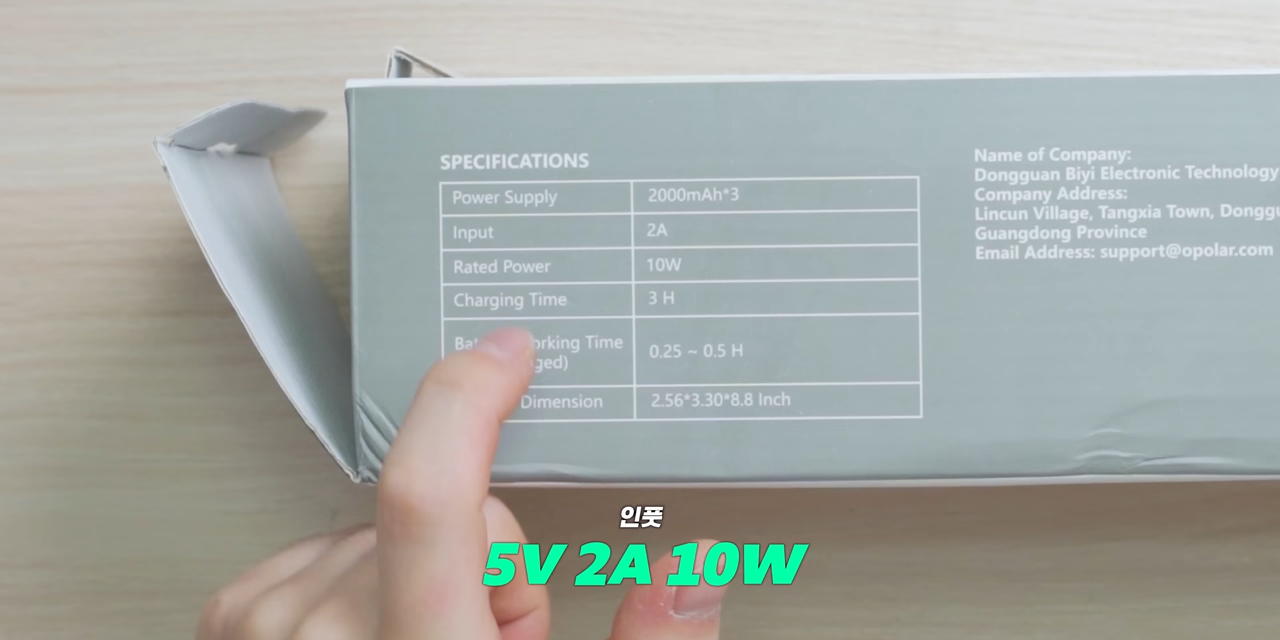 SPECIFICATIONS
Power Supply 2000mAh*3
Input 2A
Rated Power 10W
Charging Time 3 H
orking Time
ged) 0.25 ~ 0.5 H
Dimension 2.56*3.30*8.8 Inch
Name of Company:
Dongguan Biyi Electronic Technology
Company Address:
Lincun Village, Tangxia Town,
Guangdong Province
Email Address: support@opolar.com
인풋
5V 2A 10W